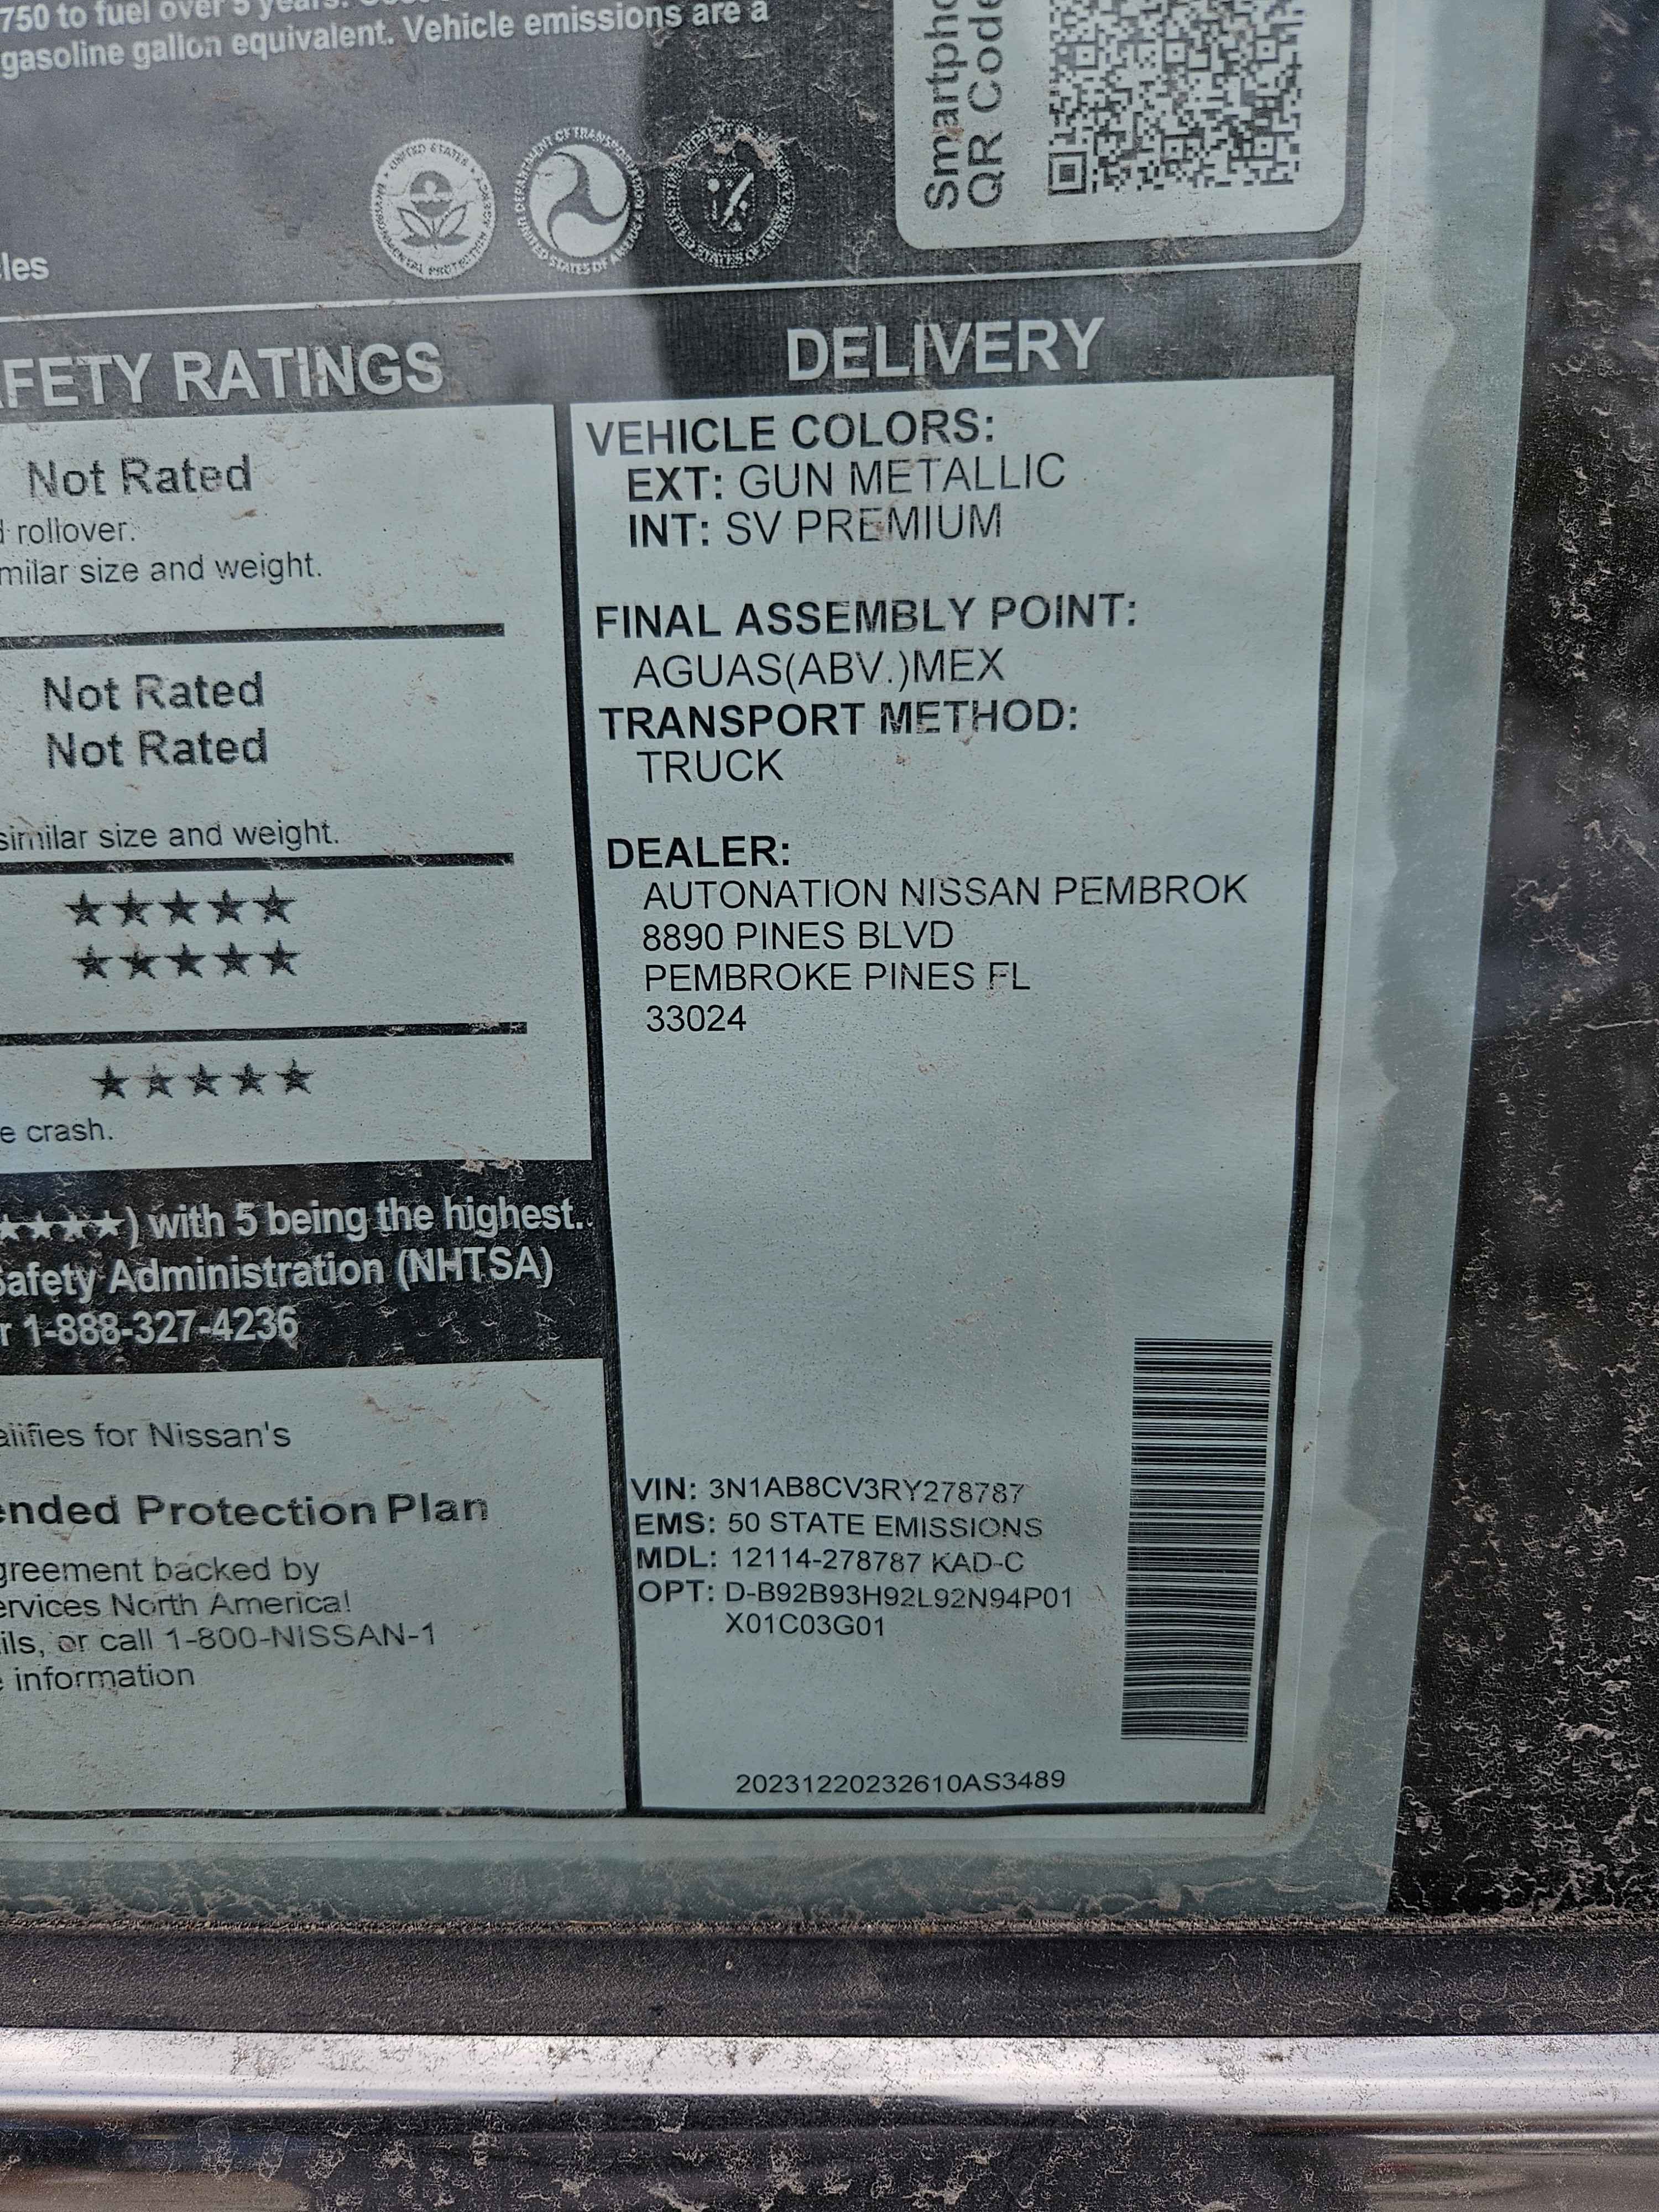 750 to fuel over 5 years.
gasoline gallon equivalent. Vehicle emissions are a
QR Code
les
FETY RATINGS
Not Rated
rollover.
milar size and weight.
Not Rated
Not Rated
similar size and weight.
★★★★★
★★★★★
★★★★★
e crash.
★★★★) with 5 being the highest.
Safety Administration (NHTSA)
r 1-888-327-4236
alifies for Nissan's
ended Protection Plan
greement backed by
ervices North America!
ils, or call 1-800-NISSAN-1
e information
DELIVERY
VEHICLE COLORS:
EXT: GUN METALLIC
INT: SV PREMIUM
FINAL ASSEMBLY POINT:
AGUAS(ABV.)MEX
TRANSPORT METHOD:
TRUCK
DEALER:
AUTONATION NISSAN PEMBROK
8890 PINES BLVD
PEMBROKE PINES FL
33024
VIN: 3N1AB8CV3RY278787
EMS: 50 STATE EMISSIONS
MDL: 12114-278787 KAD-C
OPT: D-B92B93H92L92N94P01
X01C03G01
20231220232610AS3489